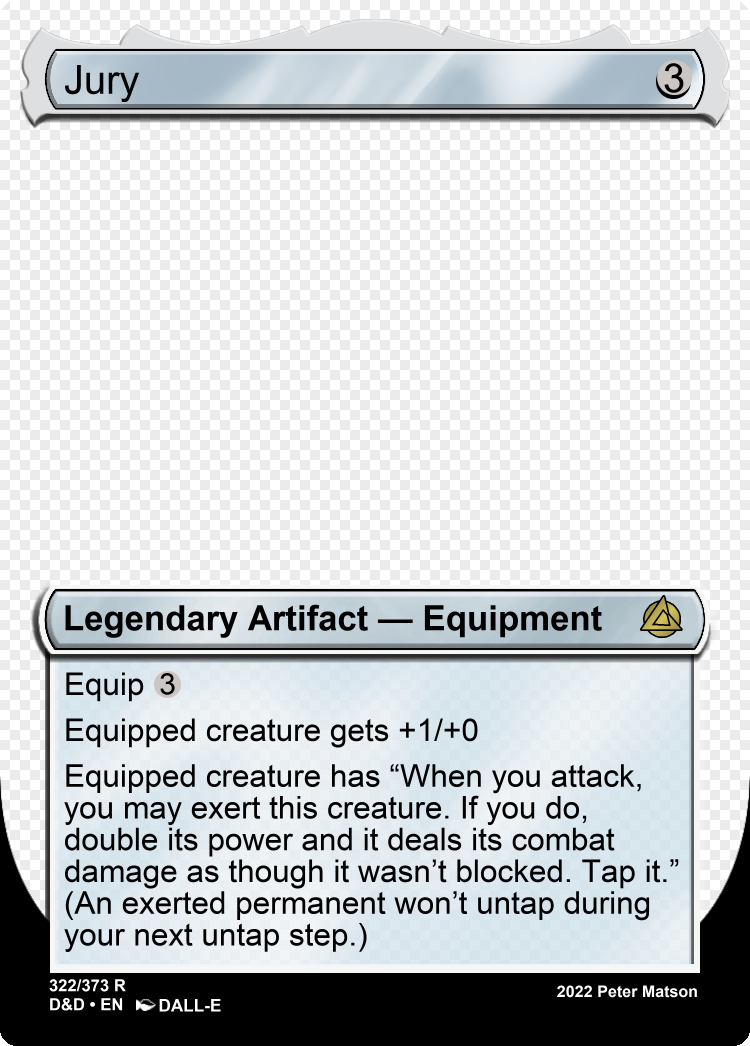 Jury 3
Legendary Artifact — Equipment
Equip 3
Equipped creature gets +1/+0
Equipped creature has “When you attack,
you may exert this creature. If you do,
double its power and it deals its combat
damage as though it wasn’t blocked. Tap it.”
(An exerted permanent won’t untap during
your next untap step.)
322/373 R
D&D • EN DALL-E
2022 Peter Matson